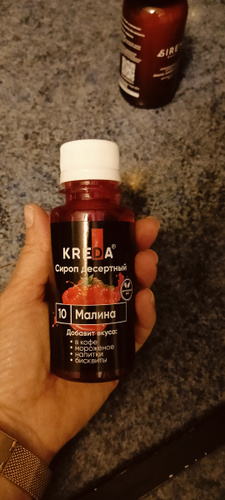 KREDA®
Сироп десертный
10 Малина
Добавит вкуса:
• в кофе
• мороженое
• напитки
• бисквиты